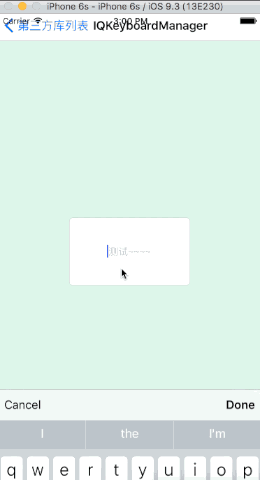 iPhone 6s - iPhone 6s / iOS 9.3 (13E230)
Carrier 3:00 PM
第三方库列表 IQKeyboardManager
测试~~~~
Cancel Done
I the I'm
q w e r t y u i o p